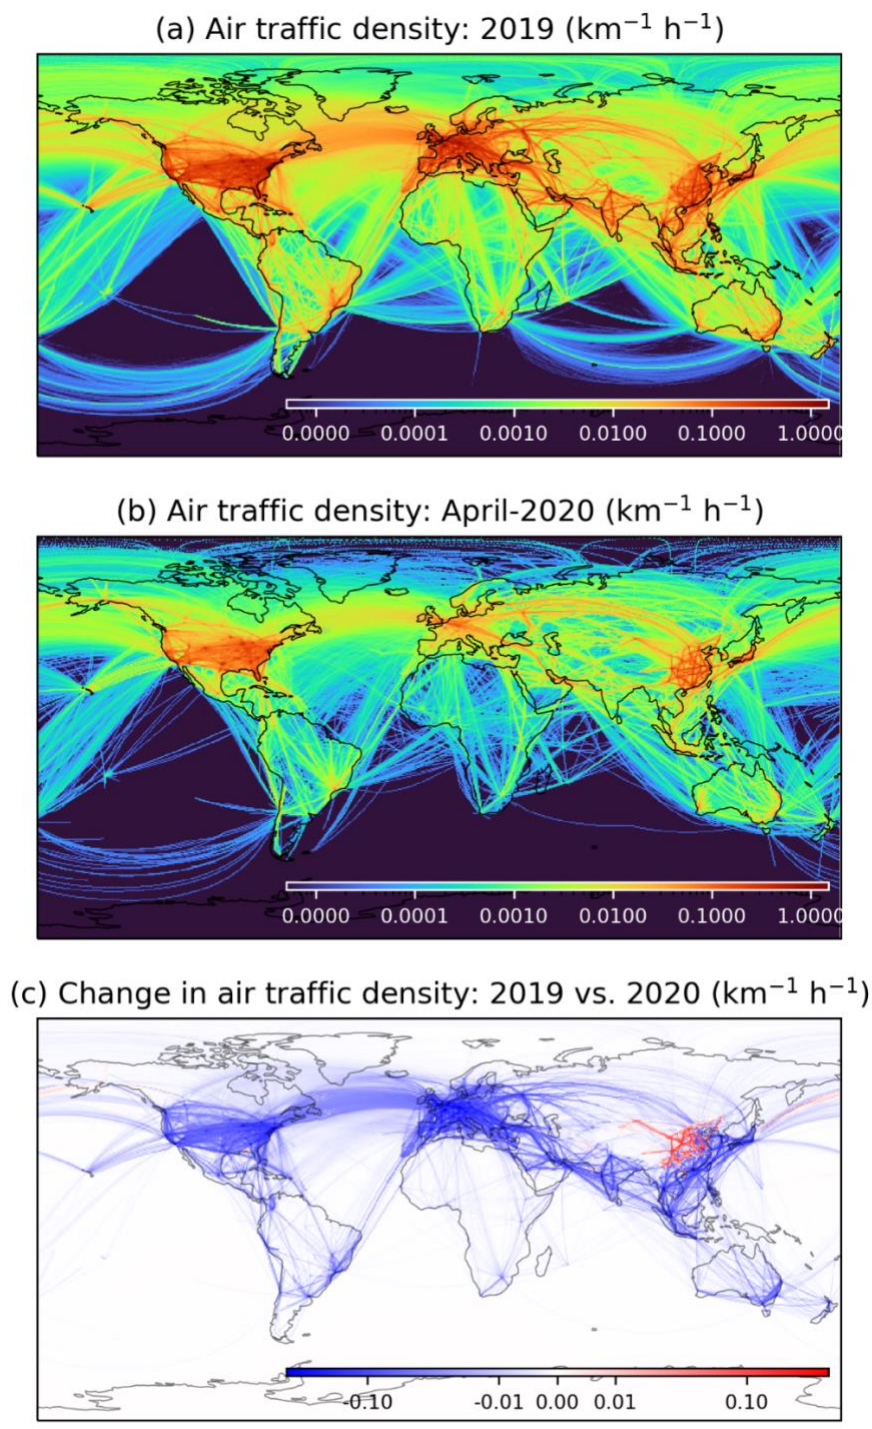 (a) Air traffic density: 2019 (km⁻¹ h⁻¹)
0.0000 0.0001 0.0010 0.0100 0.1000 1.0000
(b) Air traffic density: April-2020 (km⁻¹ h⁻¹)
0.0000 0.0001 0.0010 0.0100 0.1000 1.0000
(c) Change in air traffic density: 2019 vs. 2020 (km⁻¹ h⁻¹)
-0.10 -0.01 0.00 0.01 0.10